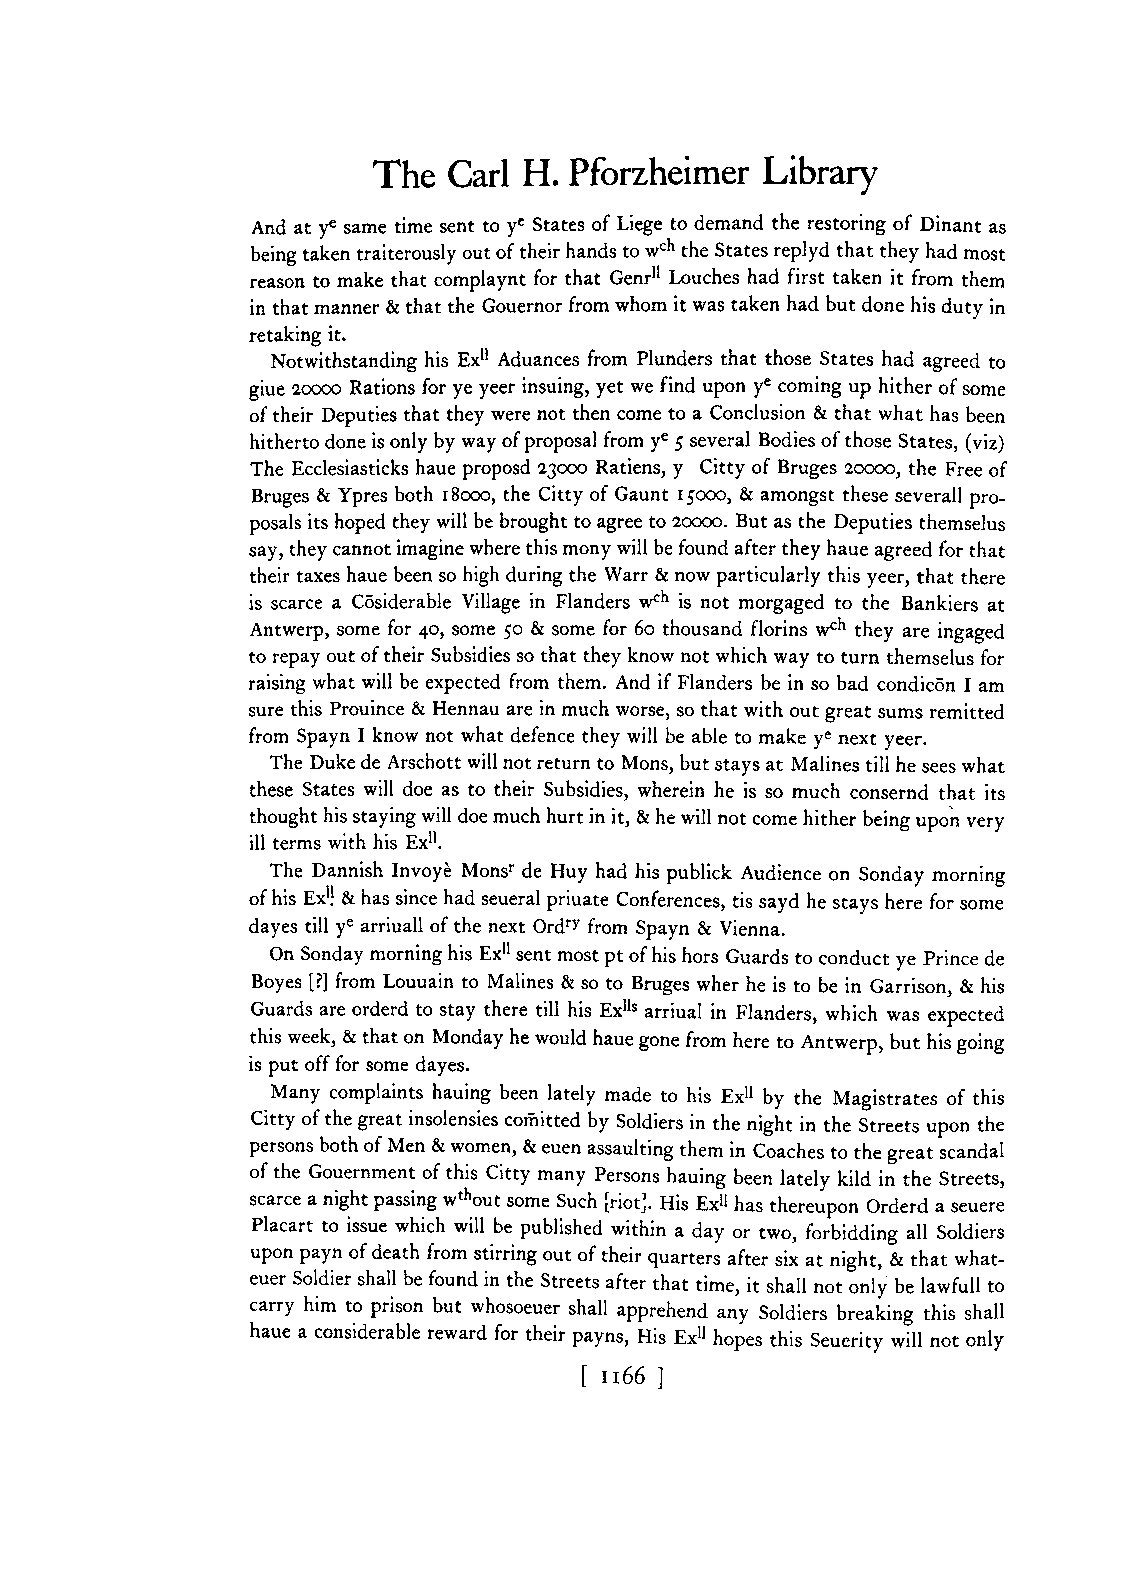 The Carl H. Pforzheimer Library
And at yᵉ same time sent to yᵉ States of Liege to demand the restoring of Dinant as
being taken traiterously out of their hands to wᶜʰ the States replyd that they had most
reason to make that complaynt for that Genrˡˡ Louches had first taken it from them
in that manner & that the Gouernor from whom it was taken had but done his duty in
retaking it.
Notwithstanding his Exˡˡ Aduances from Plunders that those States had agreed to
giue 20000 Rations for ye yeer insuing, yet we find upon yᵉ coming up hither of some
of their Deputies that they were not then come to a Conclusion & that what has been
hitherto done is only by way of proposal from yᵉ 5 several Bodies of those States, (viz)
The Ecclesiasticks haue proposd 23000 Ratiens, y Citty of Bruges 20000, the Free of
Bruges & Ypres both 18000, the Citty of Gaunt 15000, & amongst these severall pro-
posals its hoped they will be brought to agree to 20000. But as the Deputies themselus
say, they cannot imagine where this mony will be found after they haue agreed for that
their taxes haue been so high during the Warr & now particularly this yeer, that there
is scarce a Cōsiderable Village in Flanders wᶜʰ is not morgaged to the Bankiers at
Antwerp, some for 40, some 50 & some for 60 thousand florins wᶜʰ they are ingaged
to repay out of their Subsidies so that they know not which way to turn themselus for
raising what will be expected from them. And if Flanders be in so bad condicōn I am
sure this Prouince & Hennau are in much worse, so that with out great sums remitted
from Spayn I know not what defence they will be able to make yᵉ next yeer.
The Duke de Arschott will not return to Mons, but stays at Malines till he sees what
these States will doe as to their Subsidies, wherein he is so much consernd that its
thought his staying will doe much hurt in it, & he will not come hither being upon very
ill terms with his Exˡˡ.
The Dannish Invoyè Monsʳ de Huy had his publick Audience on Sonday morning
of his Exˡˡ & has since had seueral priuate Conferences, tis sayd he stays here for some
dayes till yᵉ arriuall of the next Ordʳʸ from Spayn & Vienna.
On Sonday morning his Exˡˡ sent most pt of his hors Guards to conduct ye Prince de
Boyes [?] from Louuain to Malines & so to Bruges wher he is to be in Garrison, & his
Guards are orderd to stay there till his Exˡˡˢ arriual in Flanders, which was expected
this week, & that on Monday he would haue gone from here to Antwerp, but his going
is put off for some dayes.
Many complaints hauing been lately made to his Exˡˡ by the Magistrates of this
Citty of the great insolensies com̄itted by Soldiers in the night in the Streets upon the
persons both of Men & women, & euen assaulting them in Coaches to the great scandal
of the Gouernment of this Citty many Persons hauing been lately kild in the Streets,
scarce a night passing wᵗʰout some Such [riot]. His Exˡˡ has thereupon Orderd a seuere
Placart to issue which will be published within a day or two, forbidding all Soldiers
upon payn of death from stirring out of their quarters after six at night, & that what-
euer Soldier shall be found in the Streets after that time, it shall not only be lawfull to
carry him to prison but whosoeuer shall apprehend any Soldiers breaking this shall
haue a considerable reward for their payns, His Exˡˡ hopes this Seuerity will not only
[ 1166 ]